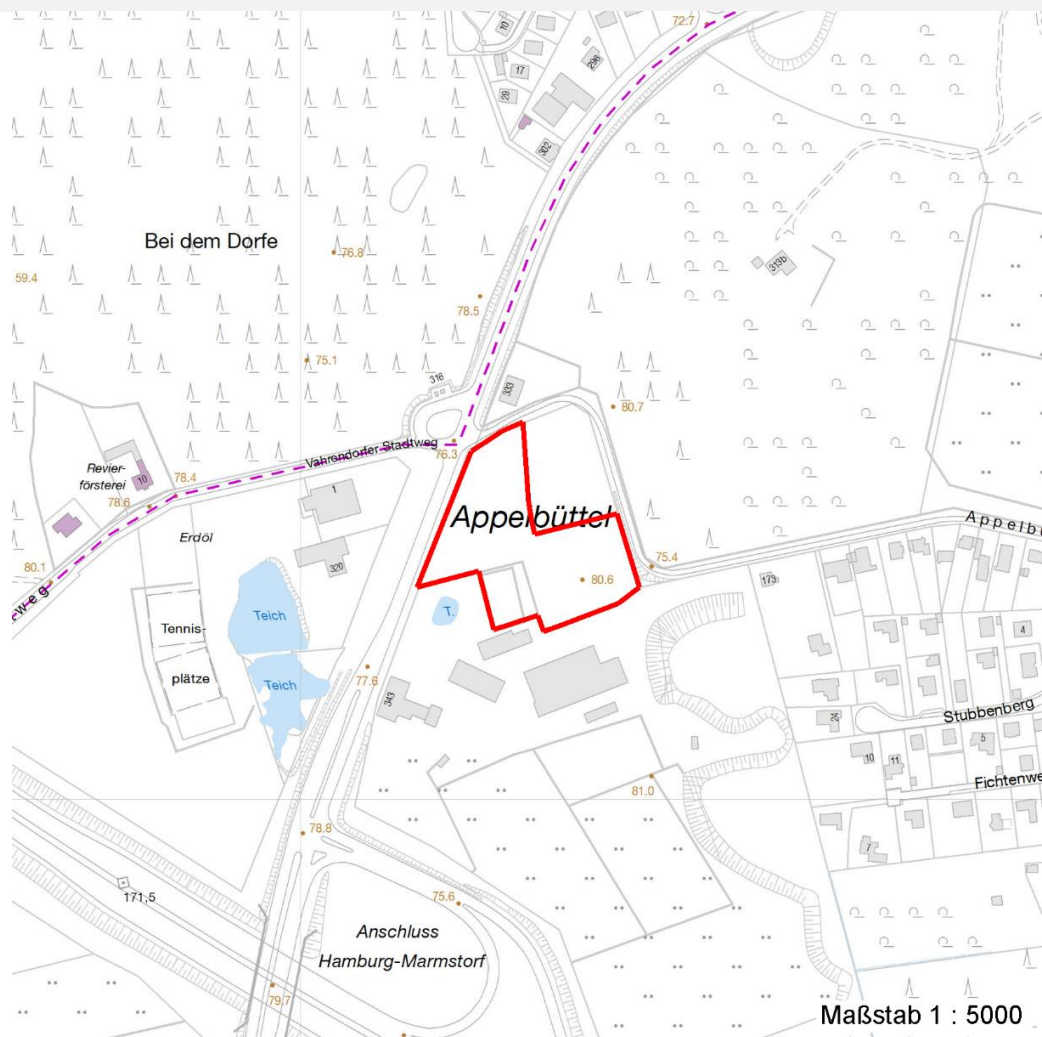 72.7
10
17
29
296
302
Bei dem Dorfe
76.8
59.4
313b
78.5
75.1
316
333
80.7
Vahrendorfer Stadtweg
76.3
Revier-
försterei
10
78.4
78.6
1
Appelbüttel
Erdöl
320
75.4
80.6
173
80.1
weg
Teich
T.
Tennis-
plätze
Teich
4
77.6
343
24
Stubbenberg
5
10
11
Fichtenwe
81.0
78.8
7
171,5
75.6
Anschluss
Hamburg-Marmstorf
79.7
Maßstab 1 : 5000